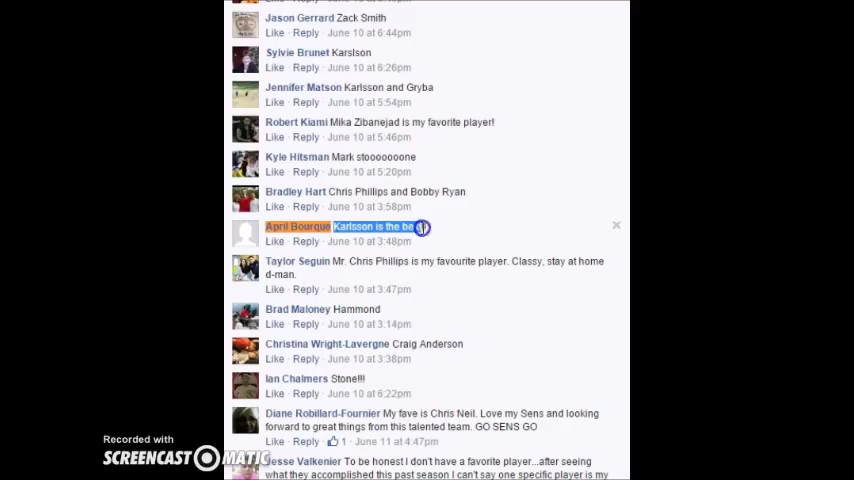 Jason Gerrard Zack Smith
Like · Reply · June 10 at 6:44pm
Sylvie Brunet Karslson
Like · Reply · June 10 at 6:26pm
Jennifer Matson Karlsson and Gryba
Like · Reply · June 10 at 5:54pm
Robert Kiami Mika Zibanejad is my favorite player!
Like · Reply · June 10 at 5:46pm
Kyle Hitsman Mark stooooooone
Like · Reply · June 10 at 5:20pm
Bradley Hart Chris Phillips and Bobby Ryan
Like · Reply · June 10 at 3:58pm
April Bourque Karlsson is the
Like · Reply · June 10 at 3:48pm
Taylor Seguin Mr. Chris Phillips is my favourite player. Classy, stay at home
d-man.
Like · Reply · June 10 at 3:47pm
Brad Maloney Hammond
Like · Reply · June 10 at 3:14pm
Christina Wright-Lavergne Craig Anderson
Like · Reply · June 10 at 3:38pm
Ian Chalmers Stone!!!
Like · Reply · June 10 at 6:22pm
Diane Robillard-Fournier My fave is Chris Neil. Love my Sens and looking
forward to great things from this talented team. GO SENS GO
Like · Reply · 1 · June 11 at 4:47pm
Jesse Valkenier To be honest I don't have a favorite player...after seeing
what they accomplished this past season I can't say one specific player is my
Recorded with
SCREENCAST MATIC